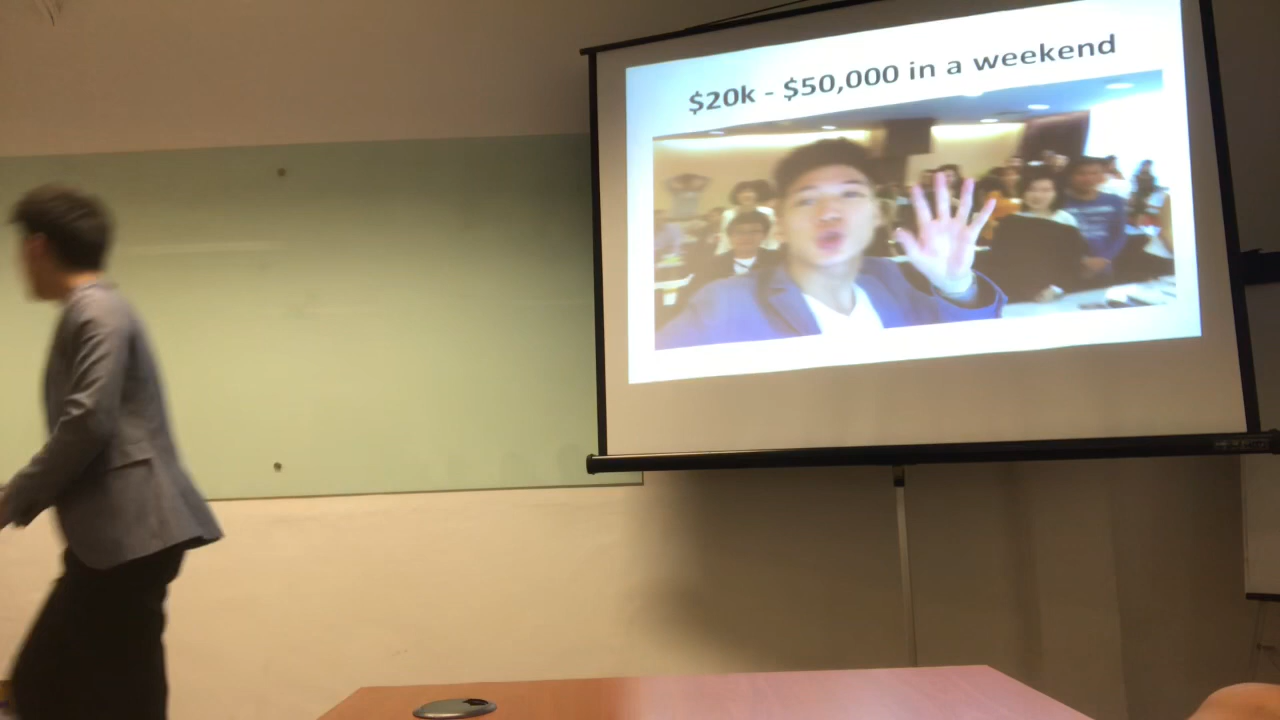 $20k - $50,000 in a weekend